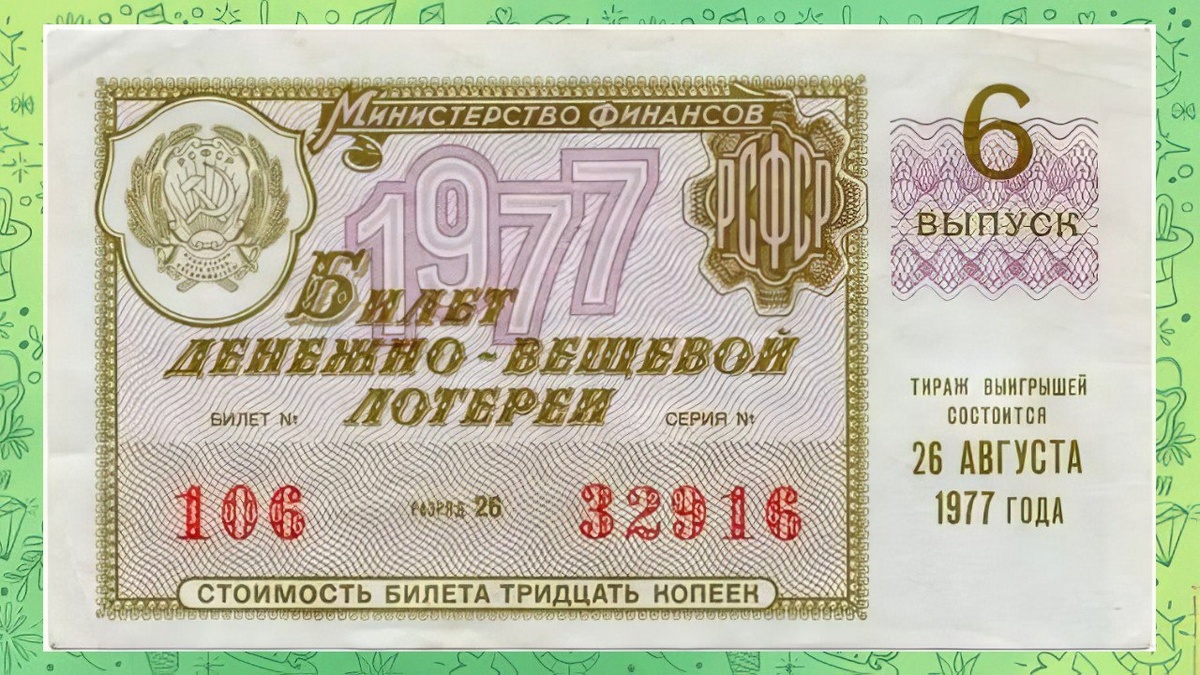 Министерство Финансов
РСФСР
1977
Билет
денежно-вещевой
лотереи
БИЛЕТ №
СЕРИЯ №
106
РАЗРЯД 26
32916
СТОИМОСТЬ БИЛЕТА ТРИДЦАТЬ КОПЕЕК
6
ВЫПУСК
ТИРАЖ ВЫИГРЫШЕЙ
СОСТОИТСЯ
26 АВГУСТА
1977 ГОДА